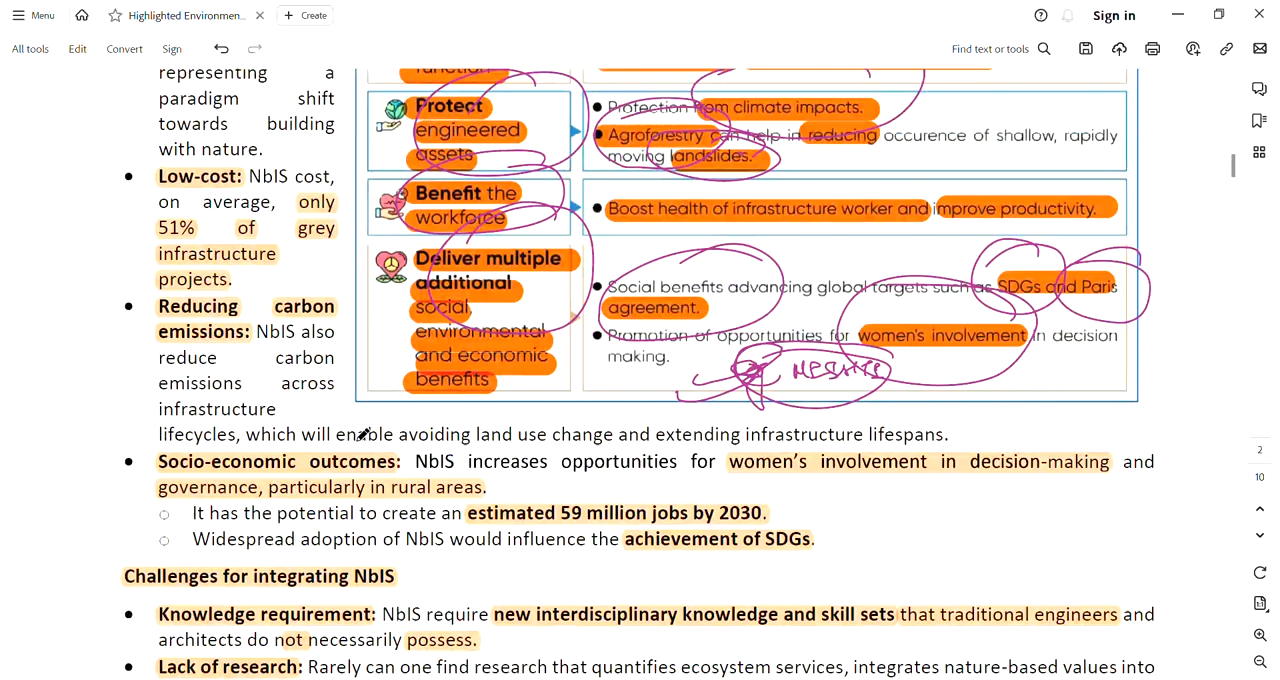 Menu
Highlighted Environmen...
Create
Sign in
All tools
Edit
Convert
Sign
Find text or tools
function
representing a
paradigm shift
towards building
with nature.
Low-cost: NbIS cost,
on average, only
51% of grey
infrastructure
projects.
Reducing carbon
emissions: NbIS also
reduce carbon
emissions across
infrastructure
lifecycles, which will enable avoiding land use change and extending infrastructure lifespans.
Protect
engineered
assets
Protection from climate impacts.
Agroforestry can help in reducing occurence of shallow, rapidly
moving landslides.
Benefit the
workforce
Boost health of infrastructure worker and improve productivity.
Deliver multiple
additional
social,
environmental
and economic
benefits
Social benefits advancing global targets such as SDGs and Paris
agreement.
Promotion of opportunities for women's involvement in decision
making.
Socio-economic outcomes: NbIS increases opportunities for women's involvement in decision-making and
governance, particularly in rural areas.
It has the potential to create an estimated 59 million jobs by 2030.
Widespread adoption of NbIS would influence the achievement of SDGs.
Challenges for integrating NbIS
Knowledge requirement: NbIS require new interdisciplinary knowledge and skill sets that traditional engineers and
architects do not necessarily possess.
Lack of research: Rarely can one find research that quantifies ecosystem services, integrates nature-based values into
2
10